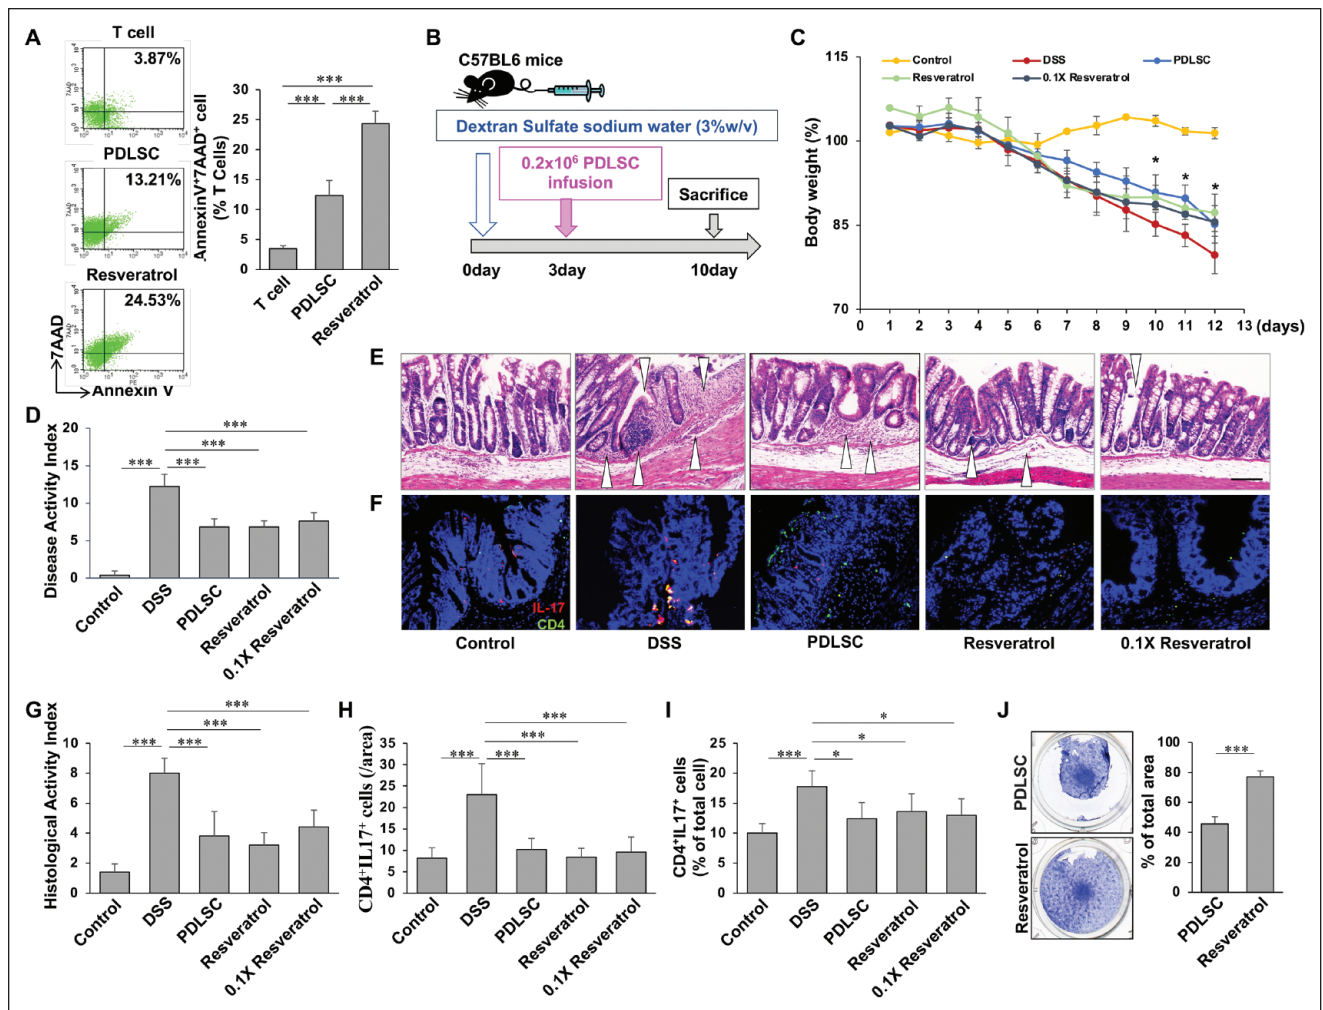 A
T cell
3.87%
7AAD
PDLSC
13.21%
7AAD
Resveratrol
24.53%
7AAD
>7AAD
Annexin V
AnnexinV+7AAD+ cell
(% T Cells)
30
25
20
15
10
5
0
***
*** ***
T cell
PDLSC
Resveratrol
B
C57BL6 mice
Dextran Sulfate sodium water (3%w/v)
0.2x10⁶ PDLSC
infusion
Sacrifice
0day
3day
10day
C
Control
DSS
PDLSC
Resveratrol
0.1X Resveratrol
Body weight (%)
115
100
85
70
* * *
0 1 2 3 4 5 6 7 8 9 10 11 12 13 (days)
D
Disease Activity Index
20
15
10
5
0
***
***
*** ***
Control
DSS
PDLSC
Resveratrol
0.1X Resveratrol
E
F
IL-17
CD4
Control
DSS
PDLSC
Resveratrol
0.1X Resveratrol
G
Histological Activity Index
10
8
6
4
2
0
***
***
*** ***
Control
DSS
PDLSC
Resveratrol
0.1X Resveratrol
H
CD4+IL17+ cells (/area)
35
30
25
20
15
10
5
0
***
***
*** ***
Control
DSS
PDLSC
Resveratrol
0.1X Resveratrol
I
CD4+IL17+ cells
(% of total cell)
25
20
15
10
5
0
*
*
*** *
Control
DSS
PDLSC
Resveratrol
0.1X Resveratrol
J
PDLSC
Resveratrol
% of total area
100
80
60
40
20
0
***
PDLSC
Resveratrol